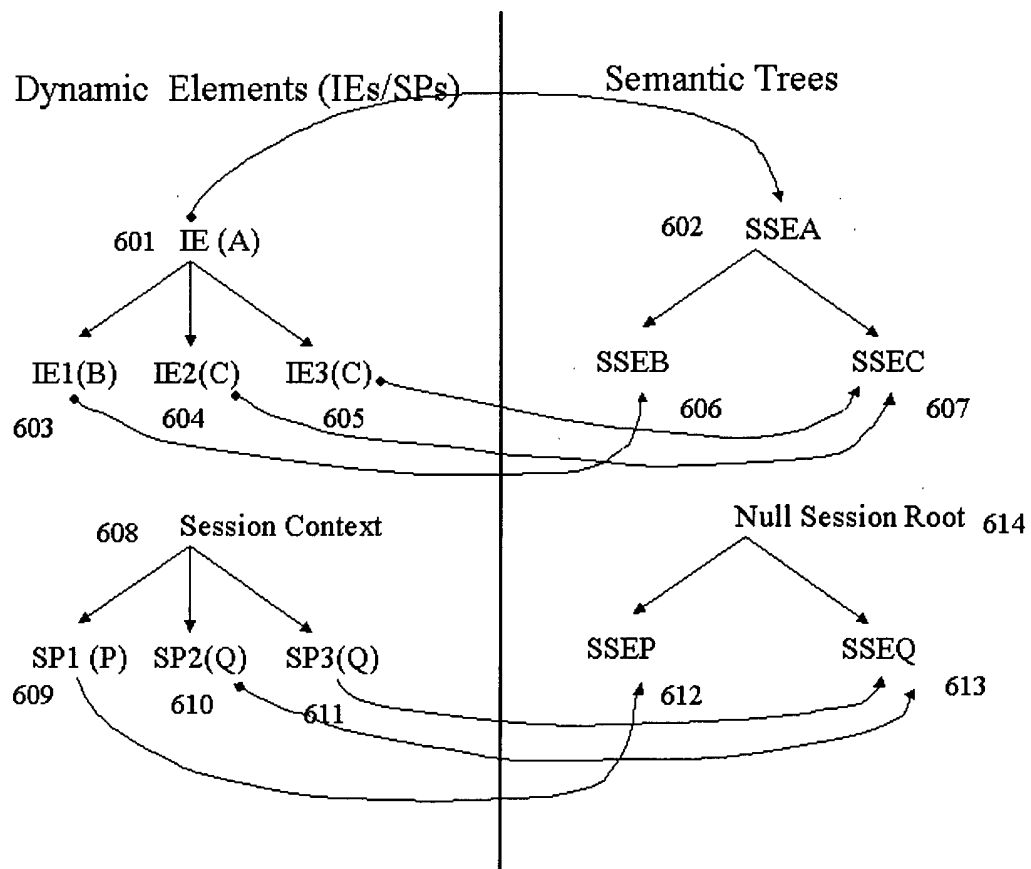 Dynamic Elements (IEs/SPs)
Semantic Trees
601 IE (A)
602 SSEA
IE1(B) IE2(C) IE3(C)
SSEB SSEC
603 604 605
606 607
608 Session Context
Null Session Root 614
SP1 (P) SP2(Q) SP3(Q)
SSEP SSEQ
609 610 611
612 613